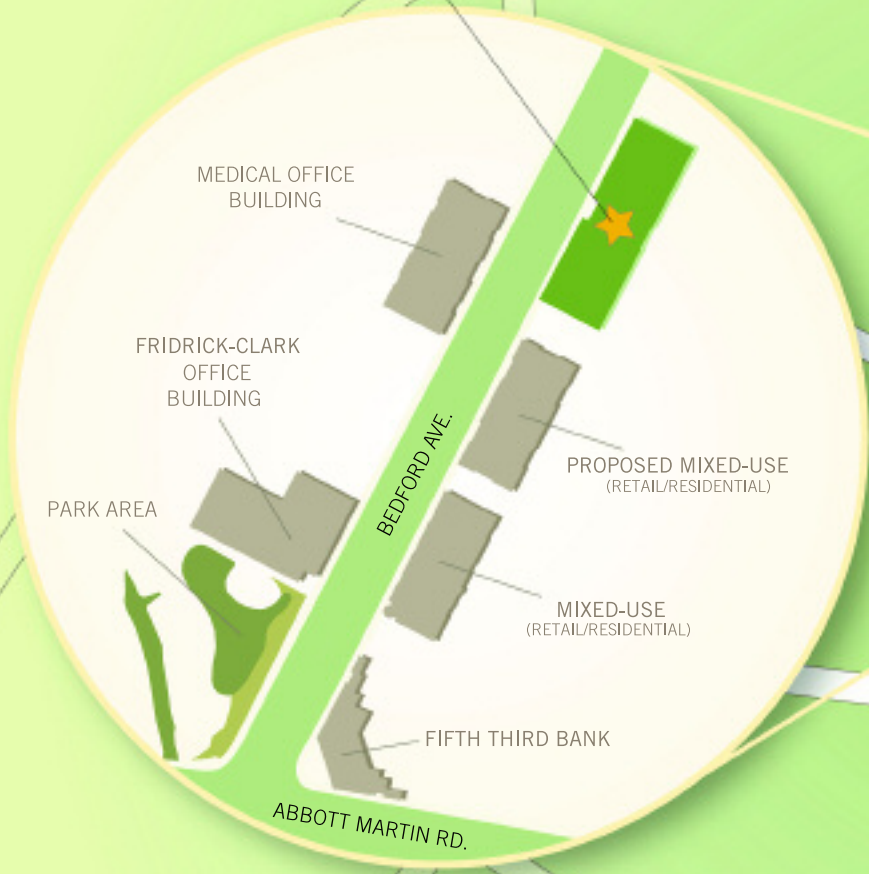 MEDICAL OFFICE
BUILDING
FRIDRICK-CLARK
OFFICE
BUILDING
BEDFORD AVE.
PROPOSED MIXED-USE
(RETAIL/RESIDENTIAL)
PARK AREA
MIXED-USE
(RETAIL/RESIDENTIAL)
FIFTH THIRD BANK
ABBOTT MARTIN RD.